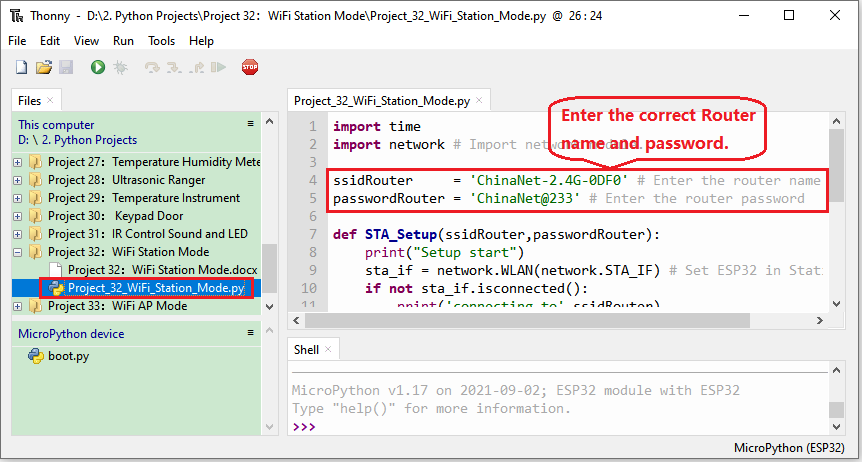 Thonny - D:\2. Python Projects\Project 32： WiFi Station Mode\Project_32_WiFi_Station_Mode.py @ 26 : 24
File Edit View Run Tools Help
STOP
Files
This computer
D: \ 2. Python Projects
Project 27： Temperature Humidity Mete
Project 28： Ultrasonic Ranger
Project 29： Temperature Instrument
Project 30： Keypad Door
Project 31： IR Control Sound and LED
Project 32： WiFi Station Mode
Project 32： WiFi Station Mode.docx
Project_32_WiFi_Station_Mode.py
Project 33： WiFi AP Mode
MicroPython device
boot.py
Project_32_WiFi_Station_Mode.py
Enter the correct Router
name and password.
1 import time
2 import network # Import network
3
4 ssidRouter     = 'ChinaNet-2.4G-0DF0' # Enter the router name
5 passwordRouter = 'ChinaNet@233' # Enter the router password
6
7 def STA_Setup(ssidRouter,passwordRouter):
8     print("Setup start")
9     sta_if = network.WLAN(network.STA_IF) # Set ESP32 in Stati
10     if not sta_if.isconnected():
11         print('connecting to',ssidRouter)
Shell
MicroPython v1.17 on 2021-09-02; ESP32 module with ESP32
Type "help()" for more information.
>>>
MicroPython (ESP32)